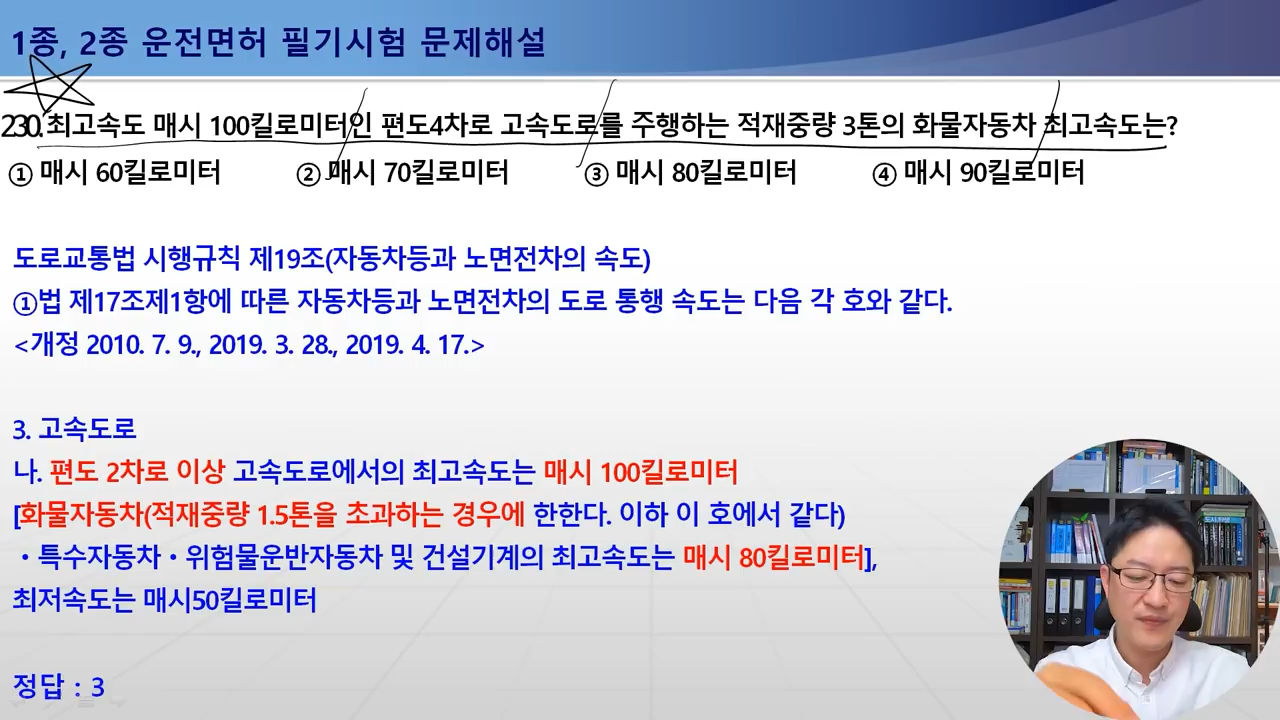 1종, 2종 운전면허 필기시험 문제해설
230. 최고속도 매시 100킬로미터인 편도4차로 고속도로를 주행하는 적재중량 3톤의 화물자동차 최고속도는?
① 매시 60킬로미터 ② 매시 70킬로미터 ③ 매시 80킬로미터 ④ 매시 90킬로미터
도로교통법 시행규칙 제19조(자동차등과 노면전차의 속도)
①법 제17조제1항에 따른 자동차등과 노면전차의 도로 통행 속도는 다음 각 호와 같다.
<개정 2010. 7. 9., 2019. 3. 28., 2019. 4. 17.>
3. 고속도로
나. 편도 2차로 이상 고속도로에서의 최고속도는 매시 100킬로미터
[화물자동차(적재중량 1.5톤을 초과하는 경우에 한한다. 이하 이 호에서 같다)
・특수자동차・위험물운반자동차 및 건설기계의 최고속도는 매시 80킬로미터],
최저속도는 매시50킬로미터
정답 : 3